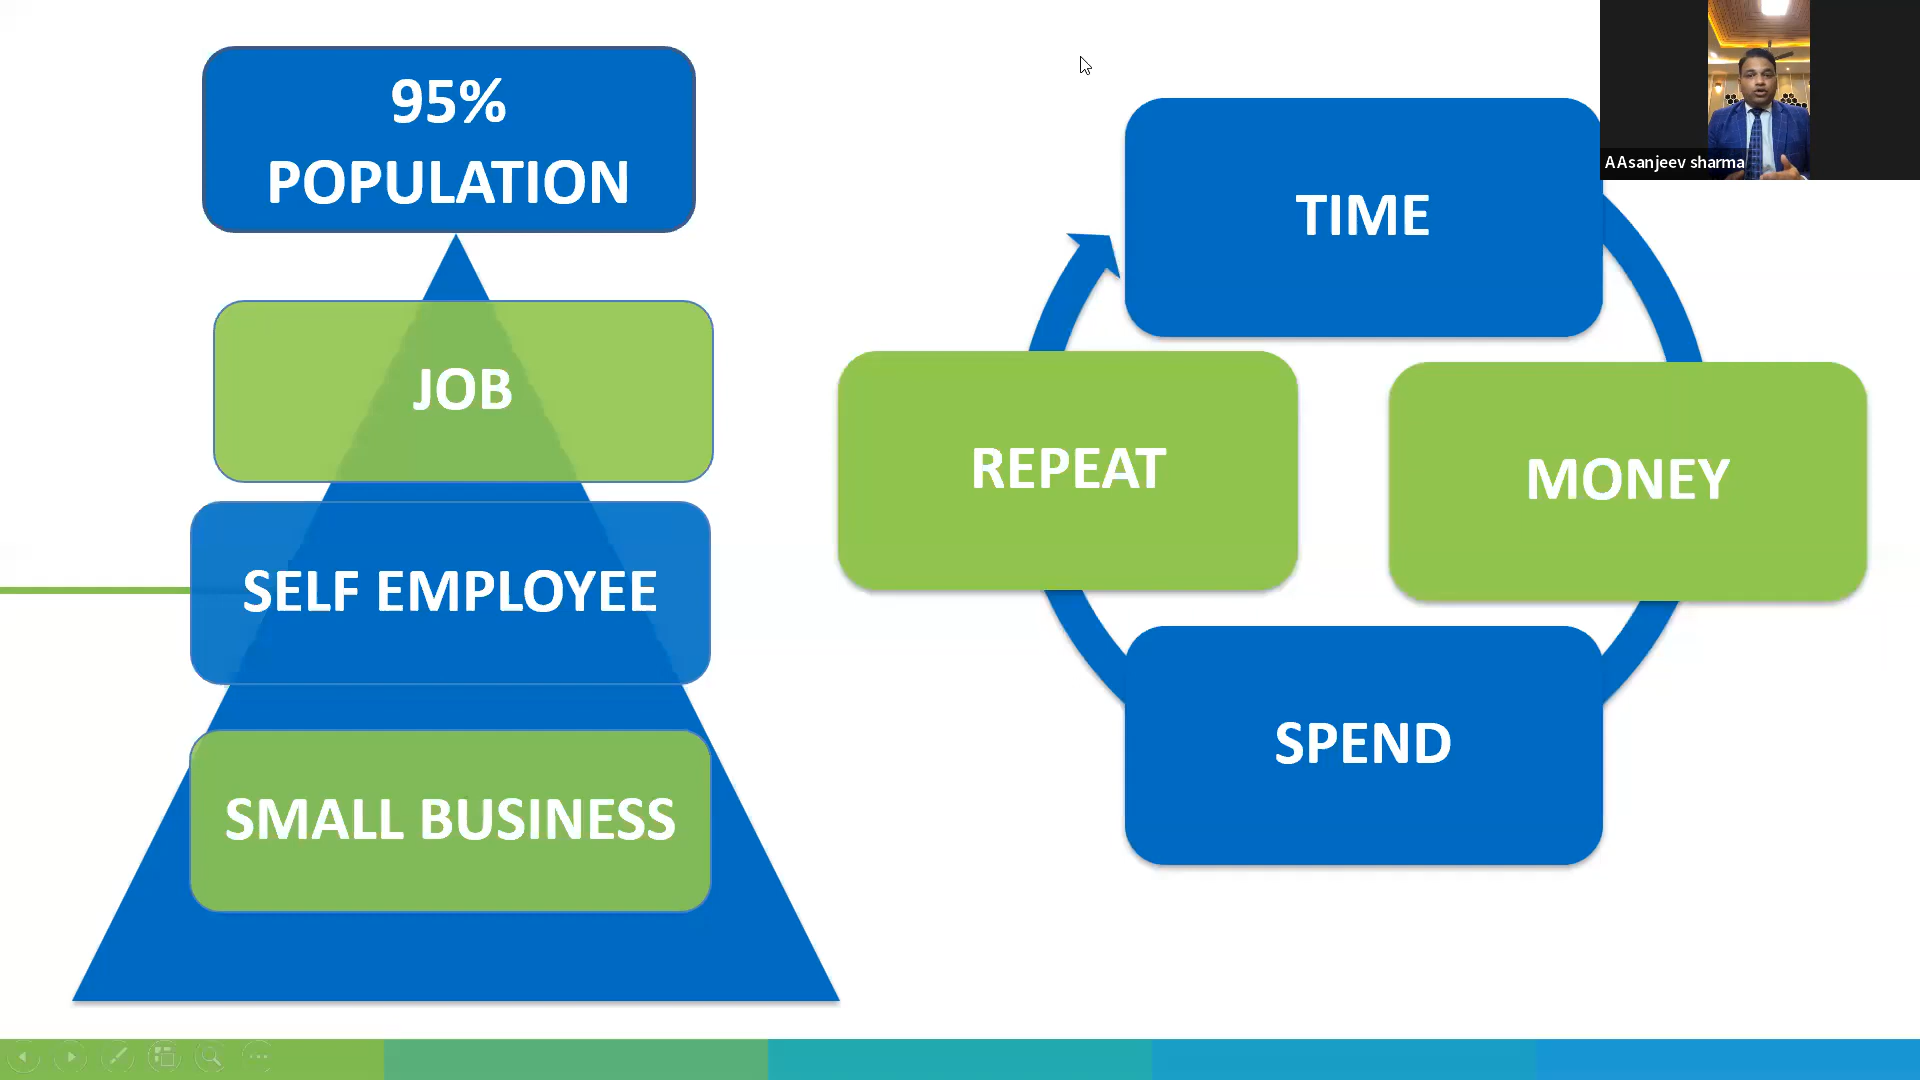 95%
POPULATION
JOB
SELF EMPLOYEE
SMALL BUSINESS
TIME
REPEAT
MONEY
SPEND
AAsanjeev sharma